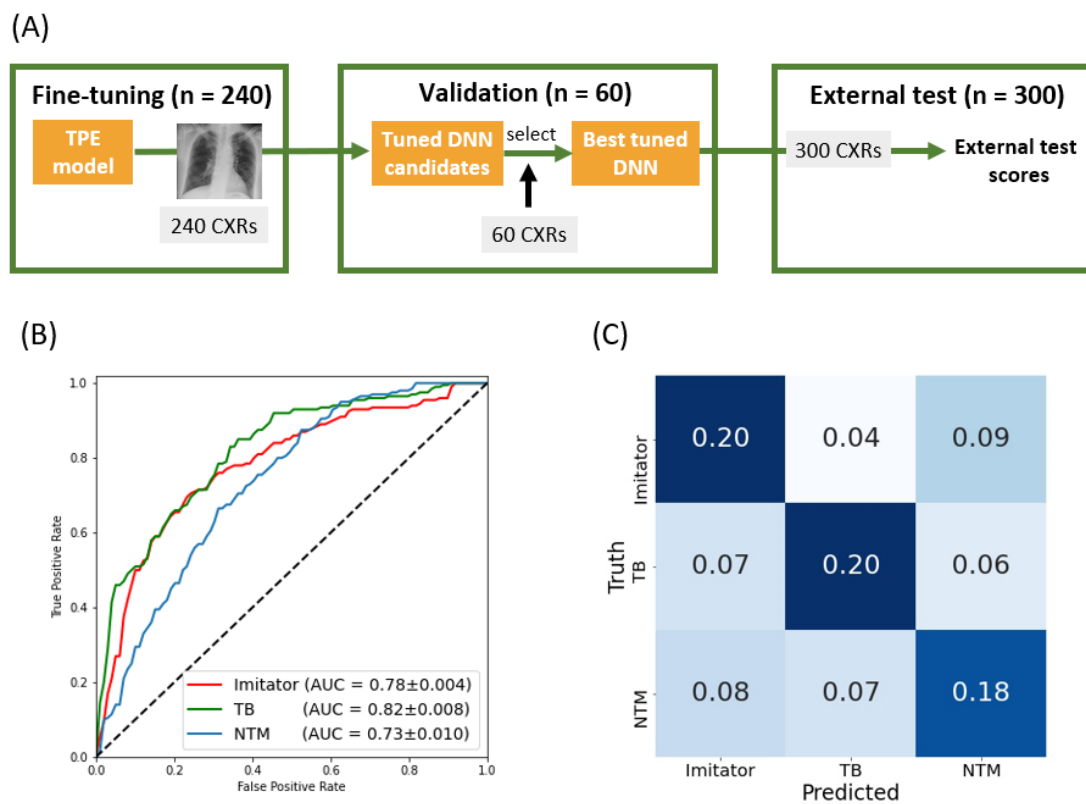 (A)
Fine-tuning (n = 240)
TPE
model
240 CXRs
Validation (n = 60)
Tuned DNN
candidates
select
Best tuned
DNN
60 CXRs
External test (n = 300)
300 CXRs
External test
scores
(B)
True Positive Rate
1.0
0.8
0.6
0.4
0.2
0.0
Imitator (AUC = 0.78±0.004)
TB (AUC = 0.82±0.008)
NTM (AUC = 0.73±0.010)
0.0 0.2 0.4 0.6 0.8 1.0
False Positive Rate
(C)
Truth
Imitator
0.20 0.04 0.09
TB
0.07 0.20 0.06
NTM
0.08 0.07 0.18
Imitator TB NTM
Predicted